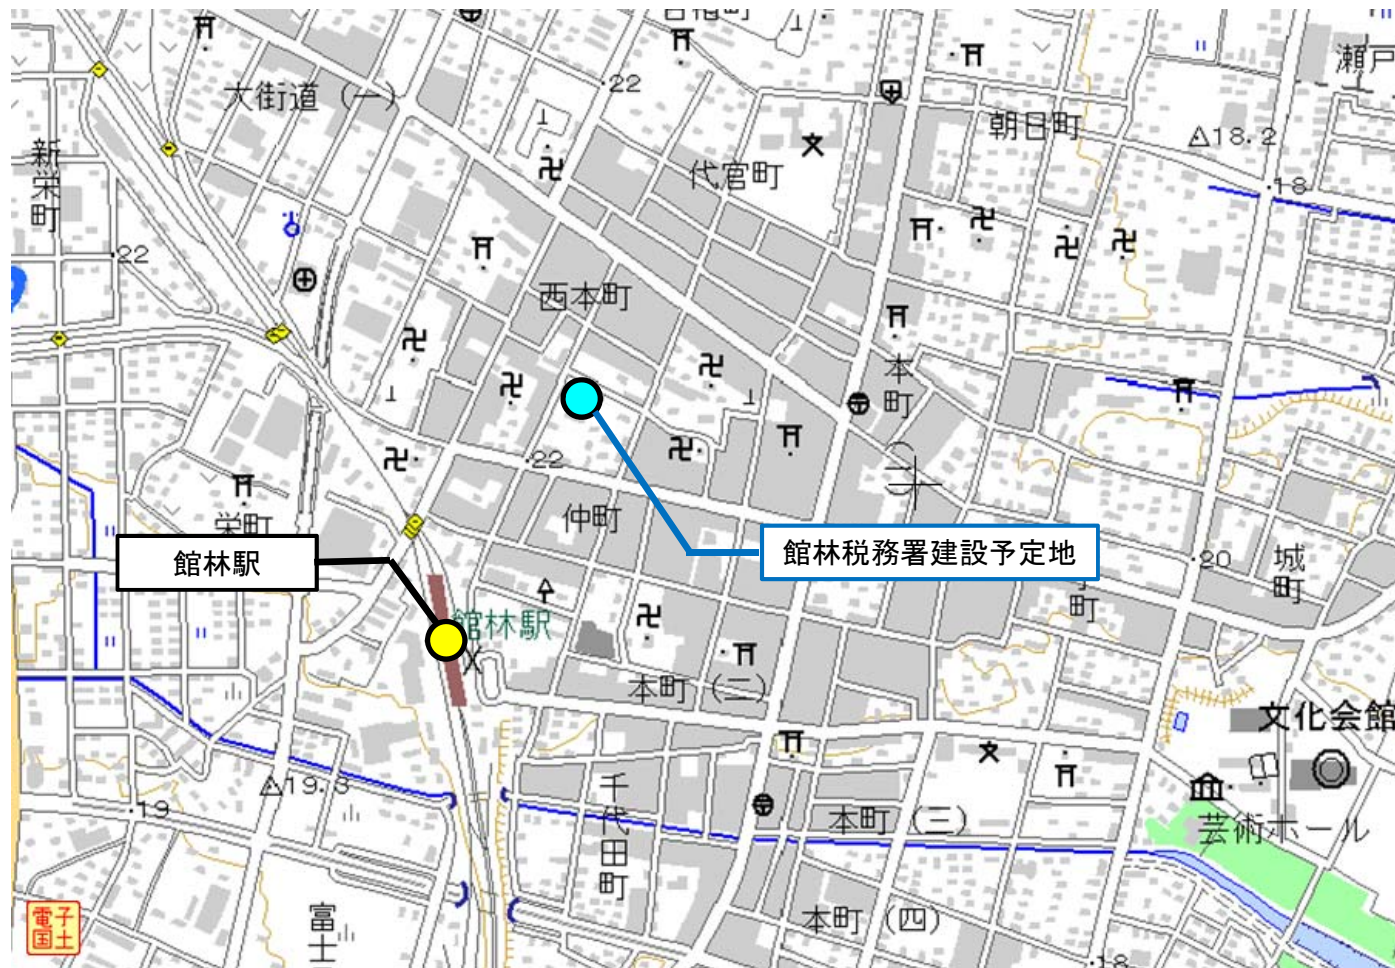 大街道（一）
22
瀬戸
朝日町
△18.2
新栄町
代官町
18
22
西本町
本町
（一）
22
仲町
栄町
館林駅
館林税務署建設予定地
20
城町
町
館林駅
本町（二）
文化会館
△19.3
19
千代田町
本町（三）
芸術ホール
富士
本町（四）
18
電子国土